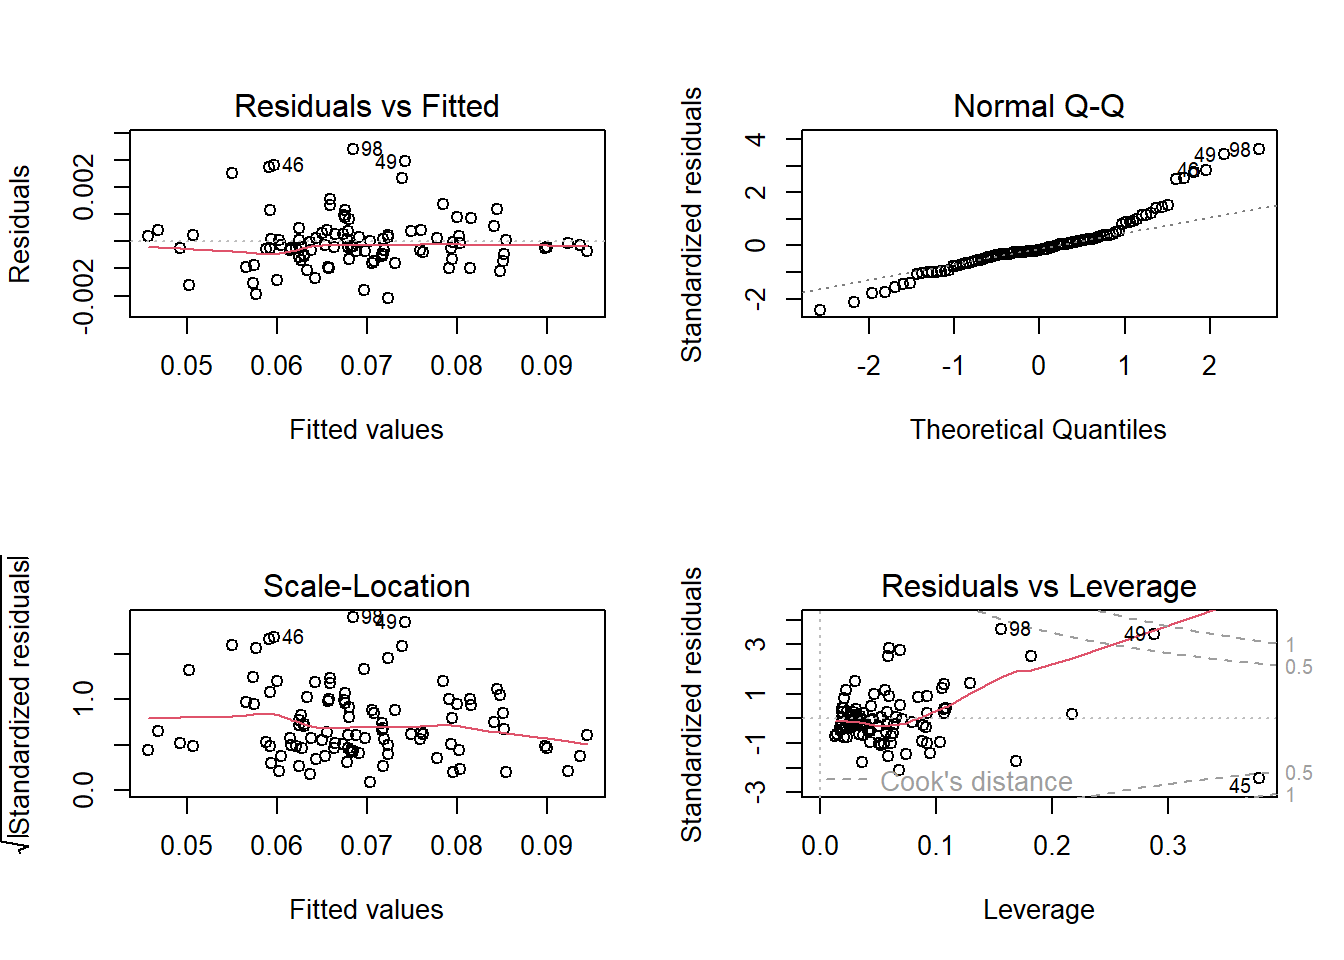 Residuals vs Fitted
Residuals
0.002
-0.002
46
98
49
0.05 0.06 0.07 0.08 0.09
Fitted values
Normal Q-Q
Standardized residuals
4
2
0
-2
46
49
98
-2 -1 0 1 2
Theoretical Quantiles
Scale-Location
√|Standardized residuals|
1.0
0.0
46
98
49
0.05 0.06 0.07 0.08 0.09
Fitted values
Residuals vs Leverage
Standardized residuals
3
1
-1
-3
98
49
45
1
0.5
0.5
1
Cook's distance
0.0 0.1 0.2 0.3
Leverage